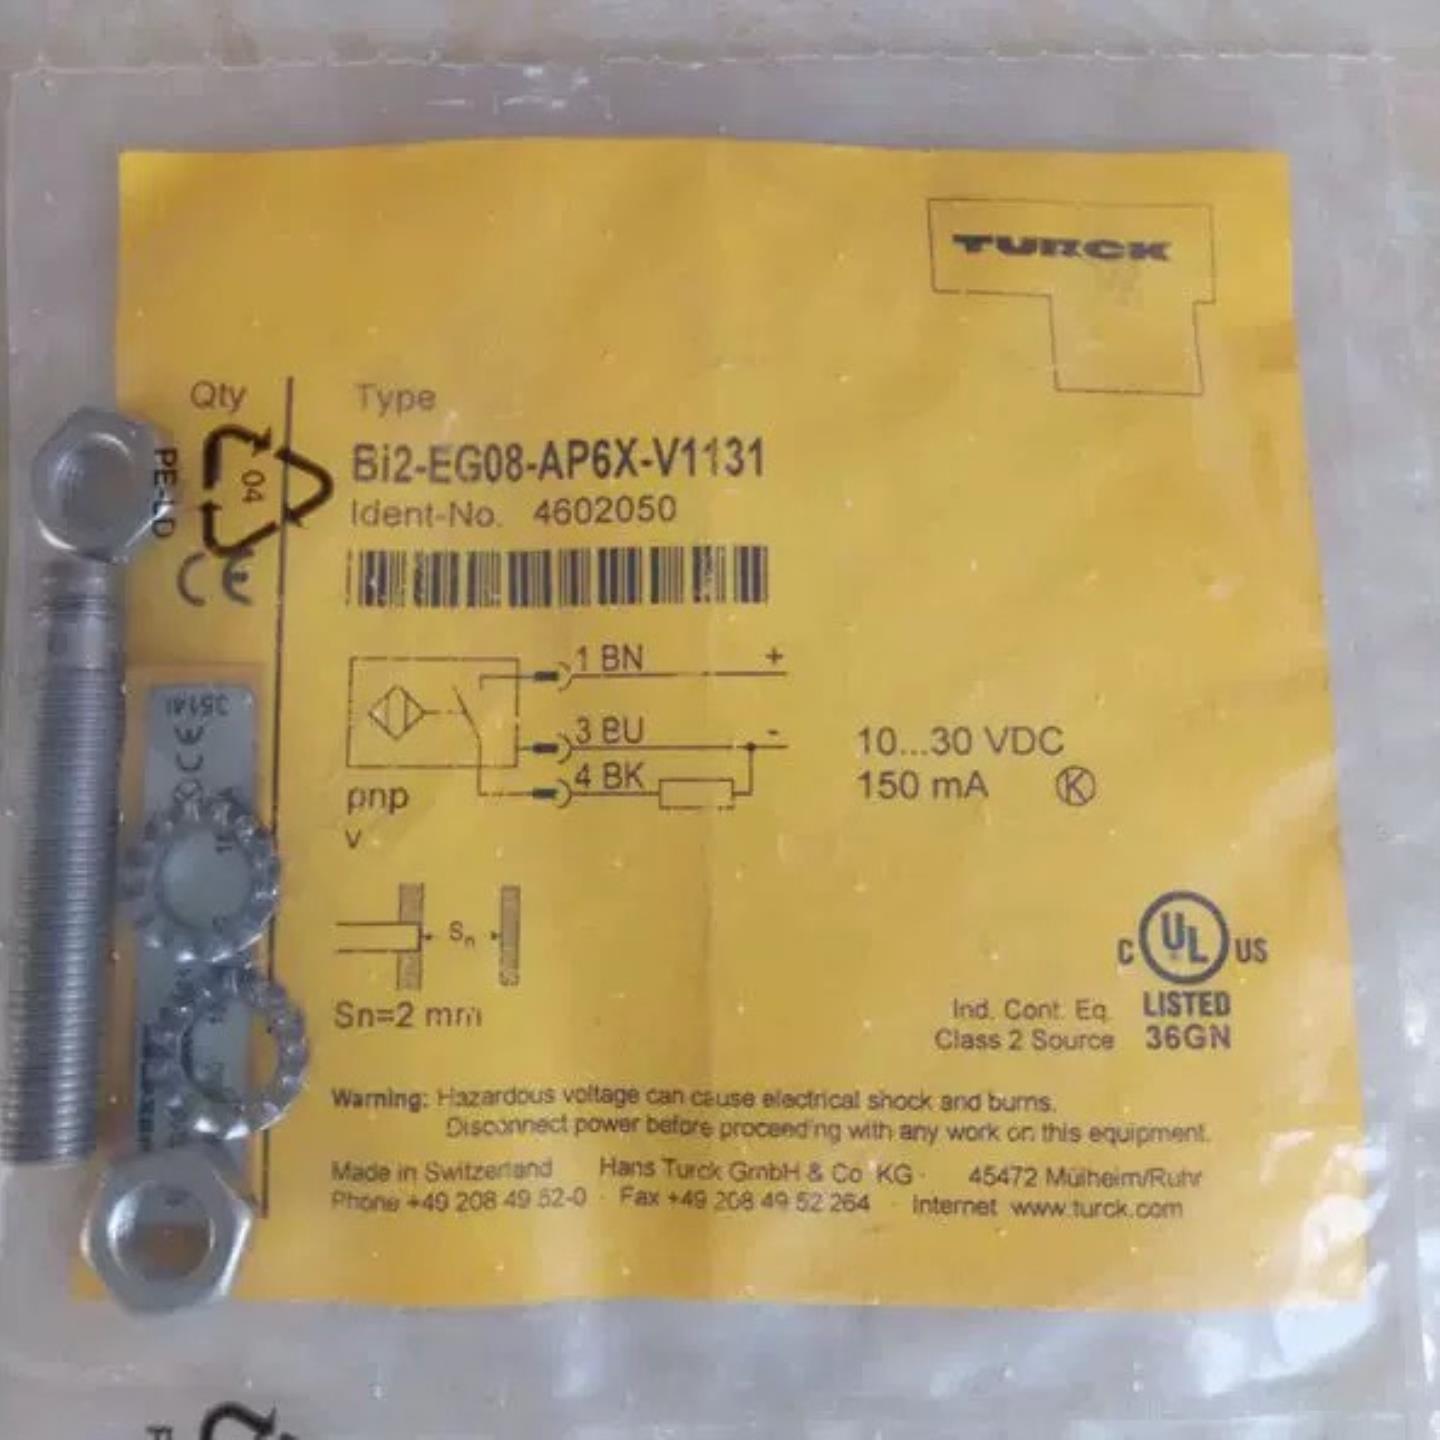 TURCK
Qty
Type
PE-LD
04
Bi2-EG08-AP6X-V1131
Ident-No. 4602050
CE
1 BN +
3 BU -
4 BK
pnp
V
10...30 VDC
150 mA K
3514I
CE
Sn
Sn=2 mm
C UL US
LISTED
36GN
Ind. Cont. Eq.
Class 2 Source
Warning: Hazardous voltage can cause electrical shock and burns.
Disconnect power before proceeding with any work on this equipment.
Made in Switzerland Hans Turck GmbH & Co KG · 45472 Mülheim/Ruhr
Phone +49 208 49 52-0 · Fax +49 208 49 52 264 · Internet www.turck.com